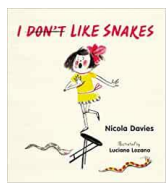 I DON'T LIKE SNAKES
Nicola Davies
illustrated by
Luciano Lozano